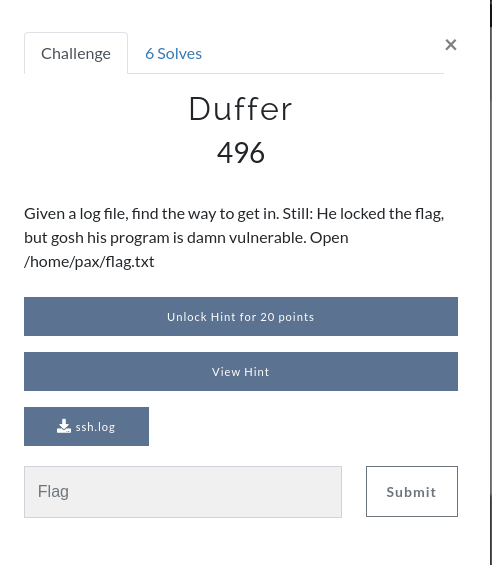 Challenge
6 Solves
×
Duffer
496
Given a log file, find the way to get in. Still: He locked the flag,
but gosh his program is damn vulnerable. Open
/home/pax/flag.txt
Unlock Hint for 20 points
View Hint
ssh.log
Flag
Submit